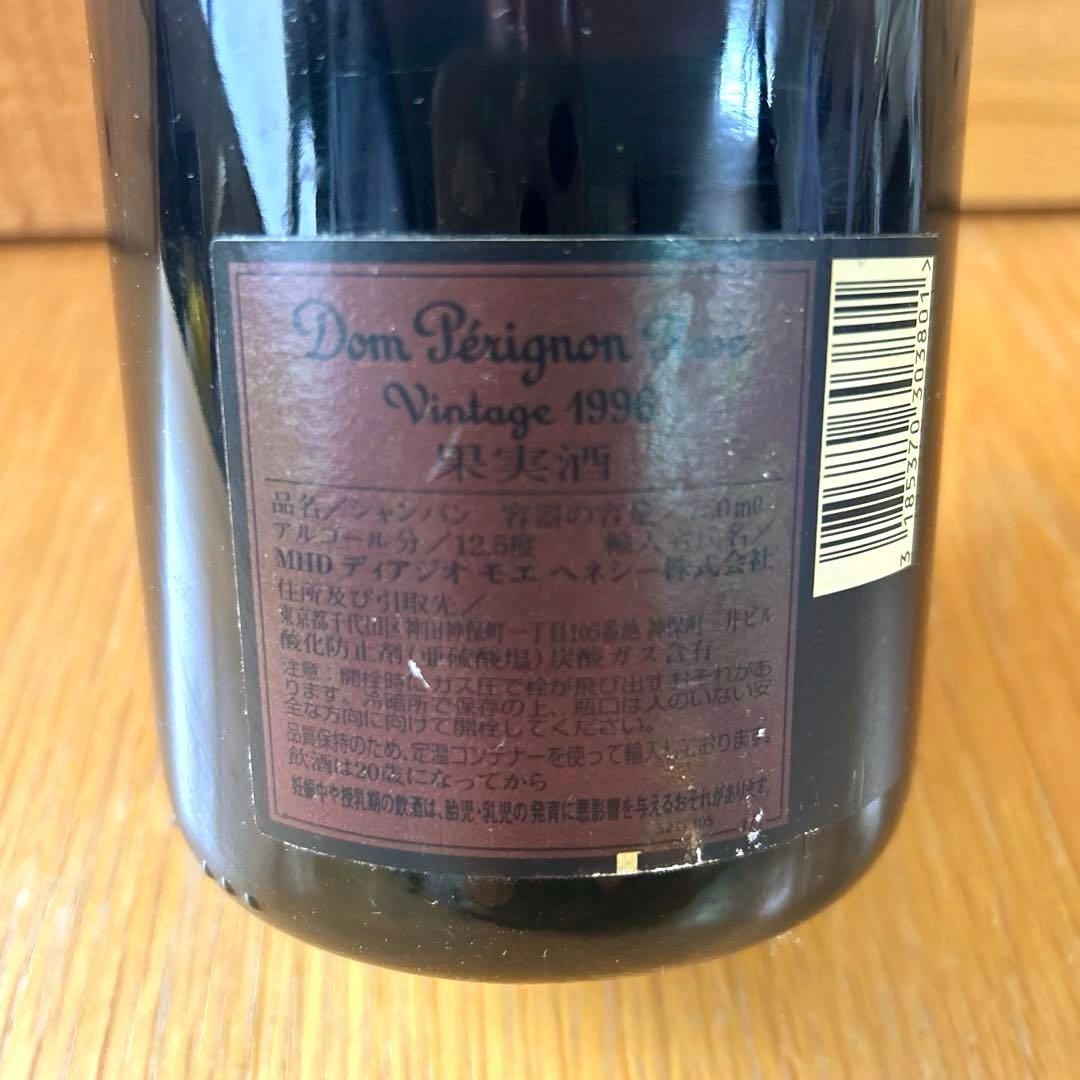 Dom Pérignon Rosé
Vintage 1996
果実酒
品名/シャンパン 容器の容量/750ml
アルコール分/12.5度 輸入者氏名/
MHD ディアジオ モエ ヘネシー株式会社
住所及び引取先/
東京都千代田区神田神保町一丁目105番地 神保町三井ビル
酸化防止剤(亜硫酸塩)炭酸ガス含有
注意:開栓時にガス圧で栓が飛び出すおそれがあ
ります。冷暗所で保存の上、瓶口は人のいない安
全な方向に向けて開栓してください。
品質保持のため、定温コンテナーを使って輸入しております。
飲酒は20歳になってから
妊娠中や授乳期の飲酒は、胎児・乳児の発育に悪影響を与えるおそれがあります。
3 185370 303801 >